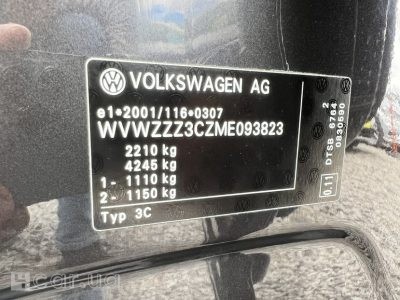 VOLKSWAGEN AG
e1*2001/116*0307
WVWZZZ3CZME093823
2210 kg
4245 kg
1- 1110 kg
2- 1150 kg
Typ 3C
DTSB 6764 2
0830590
0.11